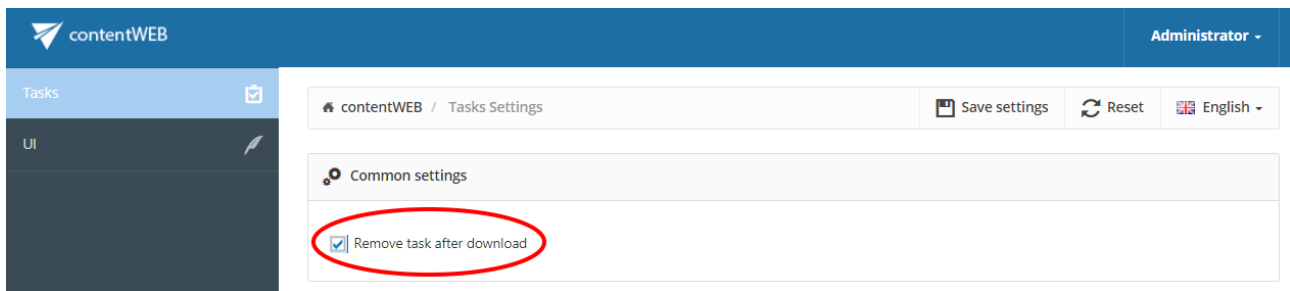 contentWEB
Administrator
Tasks
contentWEB / Tasks Settings
Save settings
Reset
English
UI
Common settings
Remove task after download